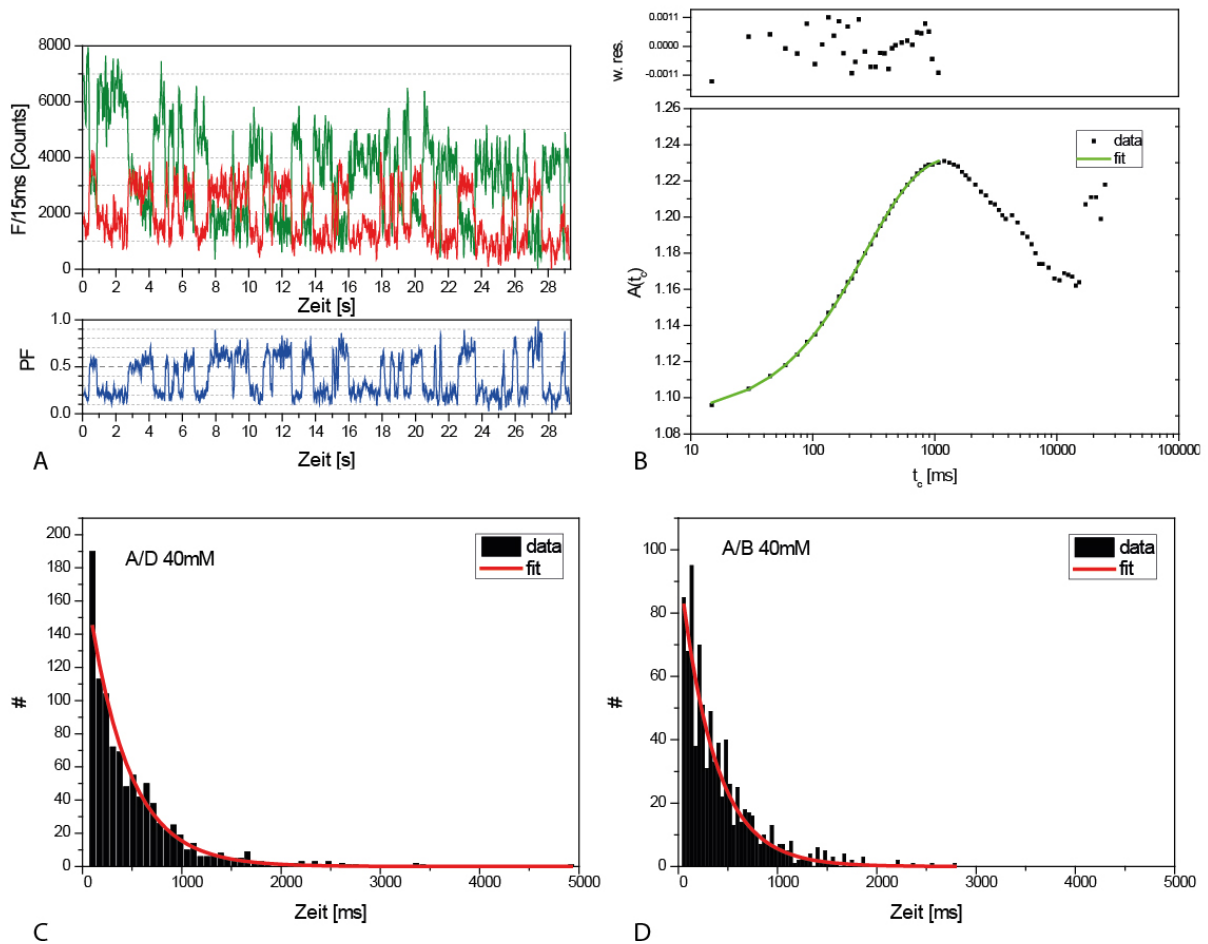 8000
6000
4000
2000
0
F/15ms [Counts]
0 2 4 6 8 10 12 14 16 18 20 22 24 26 28
Zeit [s]
1.0
0.5
0.0
PF
0 2 4 6 8 10 12 14 16 18 20 22 24 26 28
Zeit [s]
A
0.0011
0.0000
-0.0011
w. res.
1.26
1.24
1.22
1.20
1.18
1.16
1.14
1.12
1.10
1.08
A(t_c)
data
fit
10 100 1000 10000 100000
t_c [ms]
B
200
180
160
140
120
100
80
60
40
20
0
#
A/D 40mM
data
fit
0 1000 2000 3000 4000 5000
Zeit [ms]
C
100
80
60
40
20
0
#
A/B 40mM
data
fit
0 1000 2000 3000 4000 5000
Zeit [ms]
D